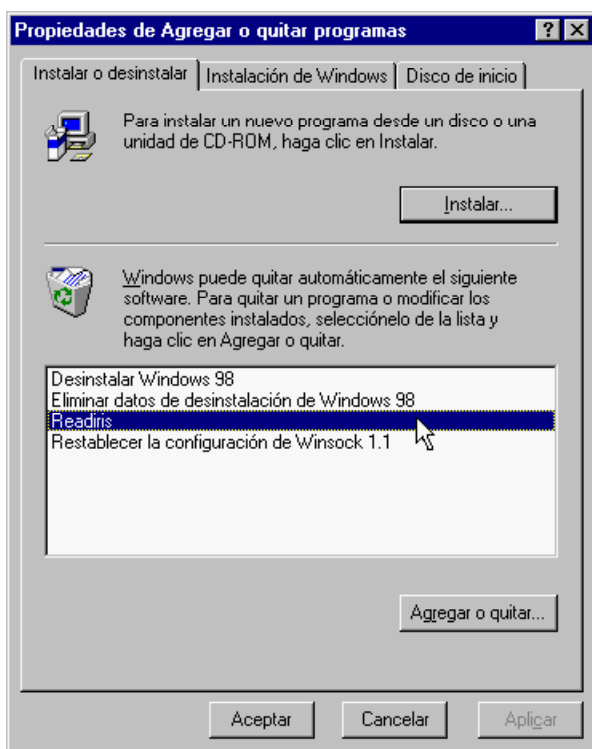 Propiedades de Agregar o quitar programas
Instalar o desinstalar
Instalación de Windows
Disco de inicio
Para instalar un nuevo programa desde un disco o una
unidad de CD-ROM, haga clic en Instalar.
Instalar...
Windows puede quitar automáticamente el siguiente
software. Para quitar un programa o modificar los
componentes instalados, selecciónelo de la lista y
haga clic en Agregar o quitar.
Desinstalar Windows 98
Eliminar datos de desinstalación de Windows 98
Readiris
Restablecer la configuración de Winsock 1.1
Agregar o quitar...
Aceptar
Cancelar
Aplicar